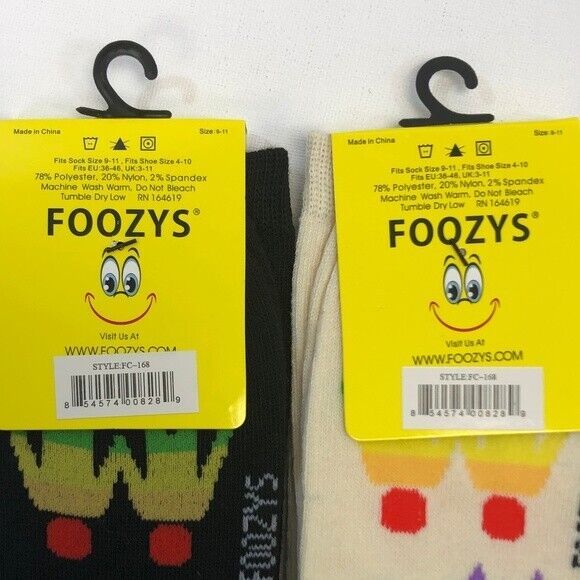 Made in China
Size: 9-11
Fits Sock Size 9-11 , Fits Shoe Size 4-10
Fits EU:36-46, UK:3-11
78% Polyester, 20% Nylon, 2% Spandex
Machine Wash Warm, Do Not Bleach
Tumble Dry Low RN 164619
FOOZYS®
Visit Us At
WWW.FOOZYS.COM
STYLE:FC-168
8 54574 00828 9
FOOZYS
Made in China
Size: 9-11
Fits Sock Size 9-11 , Fits Shoe Size 4-10
Fits EU:36-46, UK:3-11
78% Polyester, 20% Nylon, 2% Spandex
Machine Wash Warm, Do Not Bleach
Tumble Dry Low RN 164619
FOOZYS®
Visit Us At
WWW.FOOZYS.COM
STYLE:FC-168
8 54574 00828 9